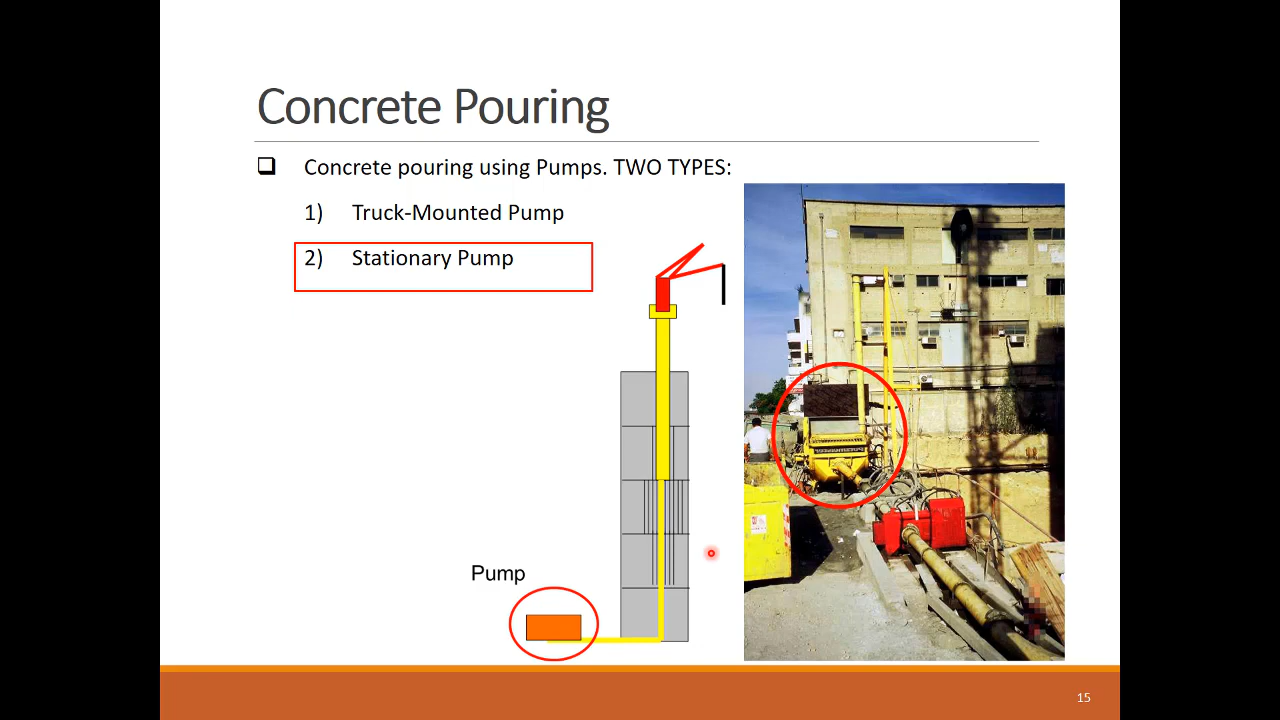 Concrete Pouring
❑ Concrete pouring using Pumps. TWO TYPES:
1) Truck-Mounted Pump
2) Stationary Pump
Pump
15